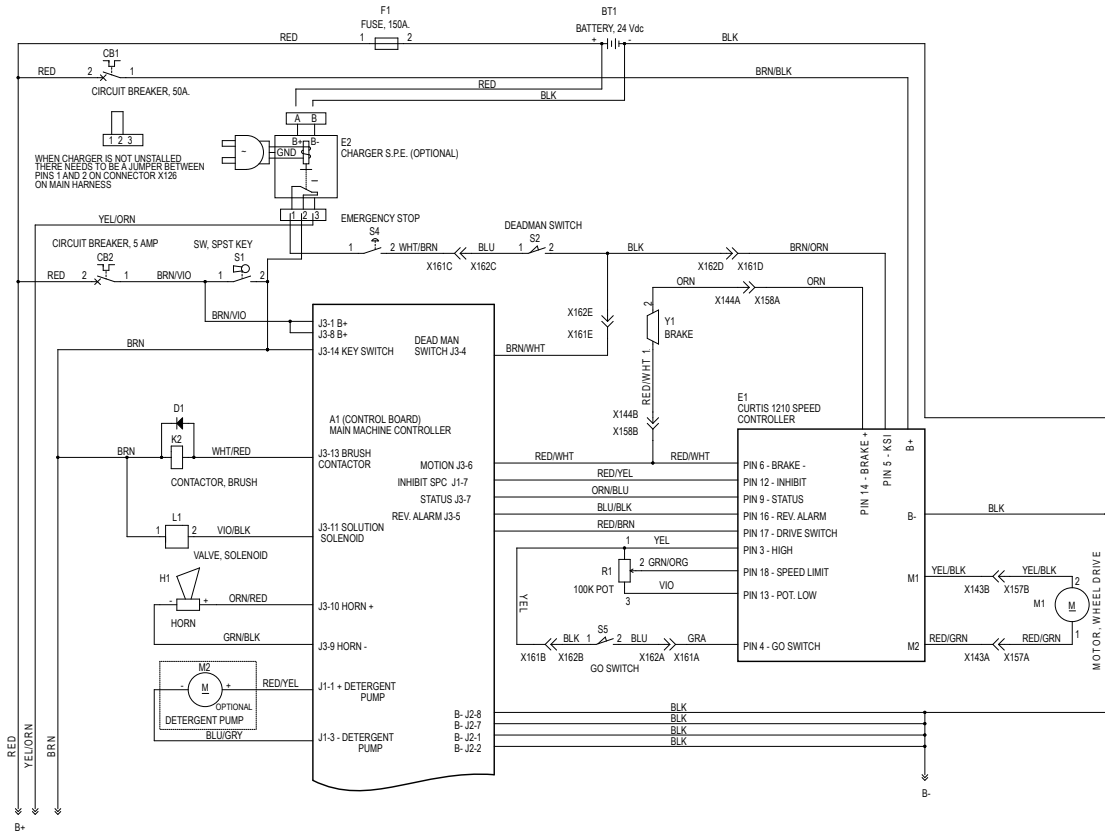 F1
FUSE, 150A.
RED 1 2
BT1
BATTERY, 24 Vdc
+ -
BLK
CB1
RED 2 1
BRN/BLK
CIRCUIT BREAKER, 50A.
RED
BLK
1 2 3
WHEN CHARGER IS NOT UNSTALLED
THERE NEEDS TO BE A JUMPER BETWEEN
PINS 1 AND 2 ON CONNECTOR X126
ON MAIN HARNESS
A B
B+ B-
GND
~
E2
CHARGER S.P.E. (OPTIONAL)
1 2 3
YEL/ORN
EMERGENCY STOP
S4
1 2 WHT/BRN
X161C
BLU
X162C
DEADMAN SWITCH
S2
1 2
BLK
X162D X161D
BRN/ORN
CIRCUIT BREAKER, 5 AMP
CB2
RED 2 1 BRN/VIO
SW, SPST KEY
S1
1 2
BRN/VIO
BRN
X162E
X161E
BRN/WHT
ORN
X144A X158A
ORN
2
Y1
BRAKE
RED/WHT 1
X144B
X158B
J3-1 B+
J3-8 B+
J3-14 KEY SWITCH
DEAD MAN
SWITCH J3-4
A1 (CONTROL BOARD)
MAIN MACHINE CONTROLLER
D1
K2
BRN
WHT/RED
CONTACTOR, BRUSH
J3-13 BRUSH
CONTACTOR
L1
1 2
VIO/BLK
VALVE, SOLENOID
J3-11 SOLUTION
SOLENOID
H1
- +
ORN/RED
HORN
GRN/BLK
J3-10 HORN +
J3-9 HORN -
M2
- M +
OPTIONAL
DETERGENT PUMP
RED/YEL
BLU/GRY
J1-1 + DETERGENT
PUMP
J1-3 - DETERGENT
PUMP
MOTION J3-6
INHIBIT SPC J1-7
STATUS J3-7
REV. ALARM J3-5
RED/WHT
RED/WHT
RED/YEL
ORN/BLU
BLU/BLK
RED/BRN
E1
CURTIS 1210 SPEED
CONTROLLER
PIN 14 - BRAKE +
PIN 5 - KSI
B+
PIN 6 - BRAKE -
PIN 12 - INHIBIT
PIN 9 - STATUS
PIN 16 - REV. ALARM
PIN 17 - DRIVE SWITCH
PIN 3 - HIGH
PIN 18 - SPEED LIMIT
PIN 13 - POT. LOW
PIN 4 - GO SWITCH
B-
M1
M2
1 YEL
R1
2 GRN/ORG
100K POT
3
VIO
YEL
X161B
BLK
X162B
1 S5 2
GO SWITCH
BLU
X162A X161A
GRA
BLK
YEL/BLK
X143B X157B
YEL/BLK
2
M1
M
1
RED/GRN
X143A X157A
RED/GRN
MOTOR, WHEEL DRIVE
B- J2-8
B- J2-7
B- J2-1
B- J2-2
BLK
BLK
BLK
BLK
B-
RED
YEL/ORN
BRN
B+